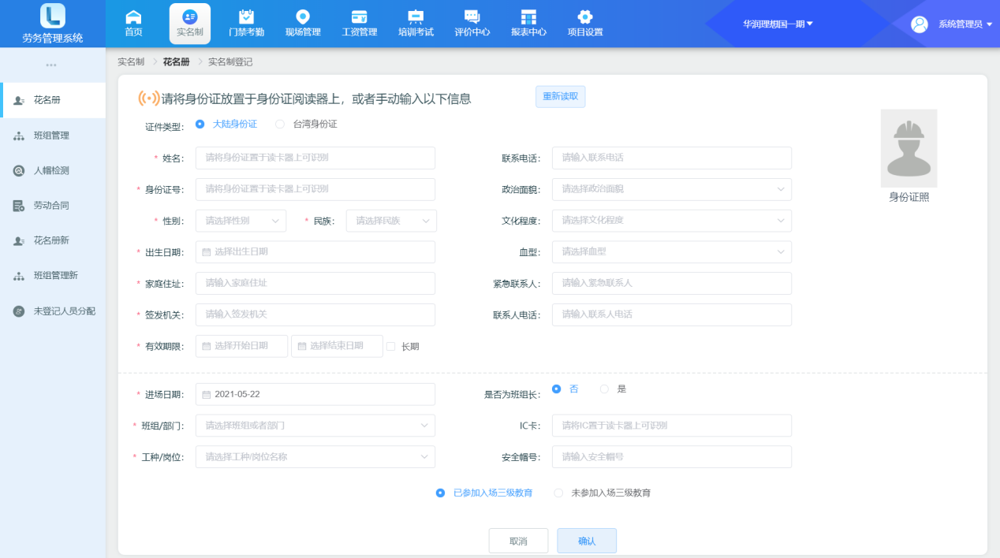 劳务管理系统
首页
实名制
门禁考勤
现场管理
工资管理
培训考试
评价中心
报表中心
项目设置
华润理想国一期
系统管理员
花名册
班组管理
人帽检测
劳动合同
花名册新
班组管理新
未登记人员分配
实名制 > 花名册 > 实名制登记
请将身份证放置于身份证阅读器上，或者手动输入以下信息
重新读取
证件类型: 大陆身份证 台湾身份证
* 姓名: 请将身份证置于读卡器上可识别
联系电话: 请输入联系电话
* 身份证号: 请将身份证置于读卡器上可识别
政治面貌: 请选择政治面貌
* 性别: 请选择性别 * 民族: 请选择民族
文化程度: 请选择文化程度
* 出生日期: 选择出生日期
血型: 请选择血型
* 家庭住址: 请输入家庭住址
紧急联系人: 请输入紧急联系人
* 签发机关: 请输入签发机关
联系人电话: 请输入联系人电话
* 有效期限: 选择开始日期 选择结束日期 长期
身份证照
* 进场日期: 2021-05-22
是否为班组长: 否 是
* 班组/部门: 请选择班组或者部门
IC卡: 请将IC置于读卡器上可识别
* 工种/岗位: 请选择工种/岗位名称
安全帽号: 请输入安全帽号
已参加入场三级教育 未参加入场三级教育
取消 确认